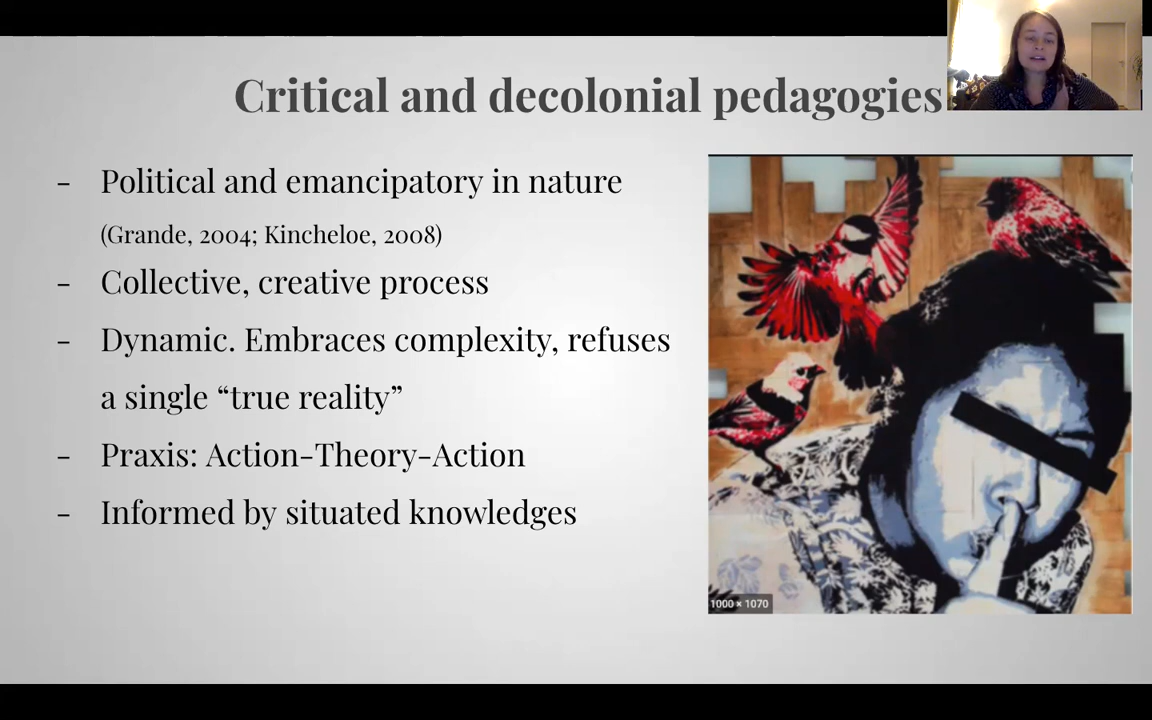 Critical and decolonial pedagogies
- Political and emancipatory in nature
(Grande, 2004; Kincheloe, 2008)
- Collective, creative process
- Dynamic. Embraces complexity, refuses
a single “true reality”
- Praxis: Action-Theory-Action
- Informed by situated knowledges
1000 × 1070